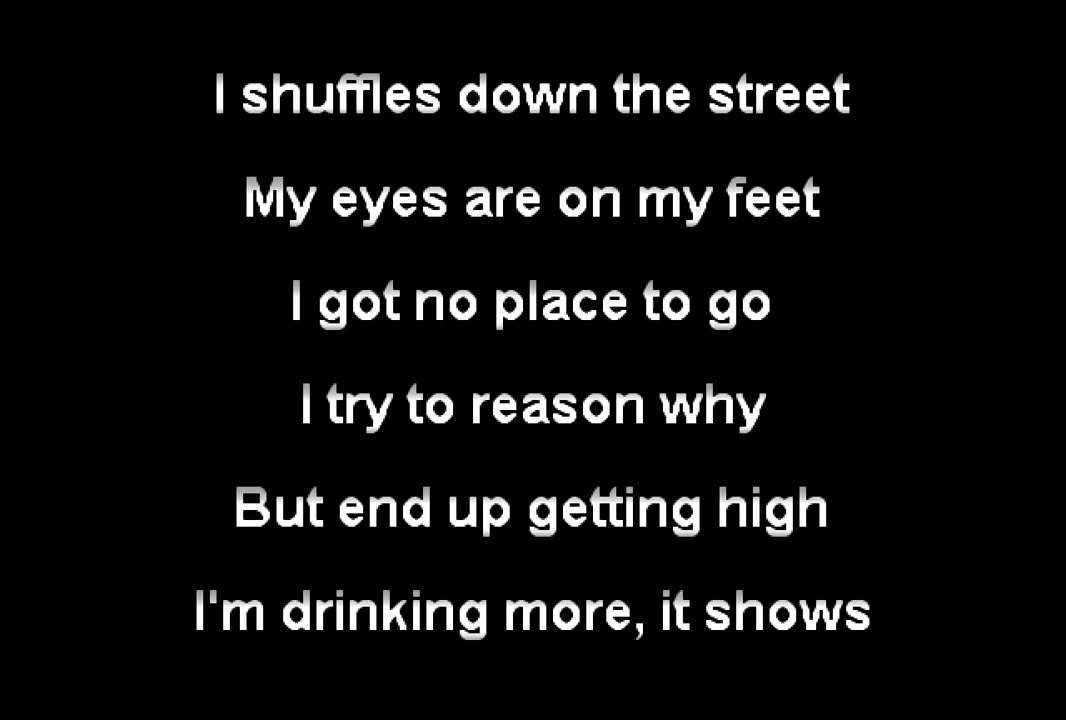 I shuffles down the street
My eyes are on my feet
I got no place to go
I try to reason why
But end up getting high
I'm drinking more, it shows